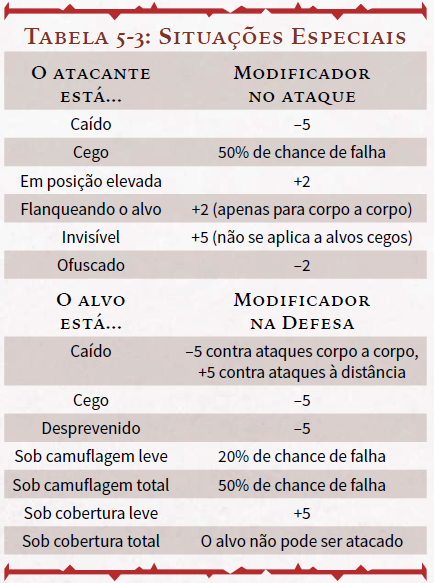 Tabela 5-3: Situações Especiais
O atacante está... Modificador no ataque
Caído –5
Cego 50% de chance de falha
Em posição elevada +2
Flanqueando o alvo +2 (apenas para corpo a corpo)
Invisível +5 (não se aplica a alvos cegos)
Ofuscado –2
O alvo está... Modificador na Defesa
Caído –5 contra ataques corpo a corpo,
+5 contra ataques à distância
Cego –5
Desprevenido –5
Sob camuflagem leve 20% de chance de falha
Sob camuflagem total 50% de chance de falha
Sob cobertura leve +5
Sob cobertura total O alvo não pode ser atacado